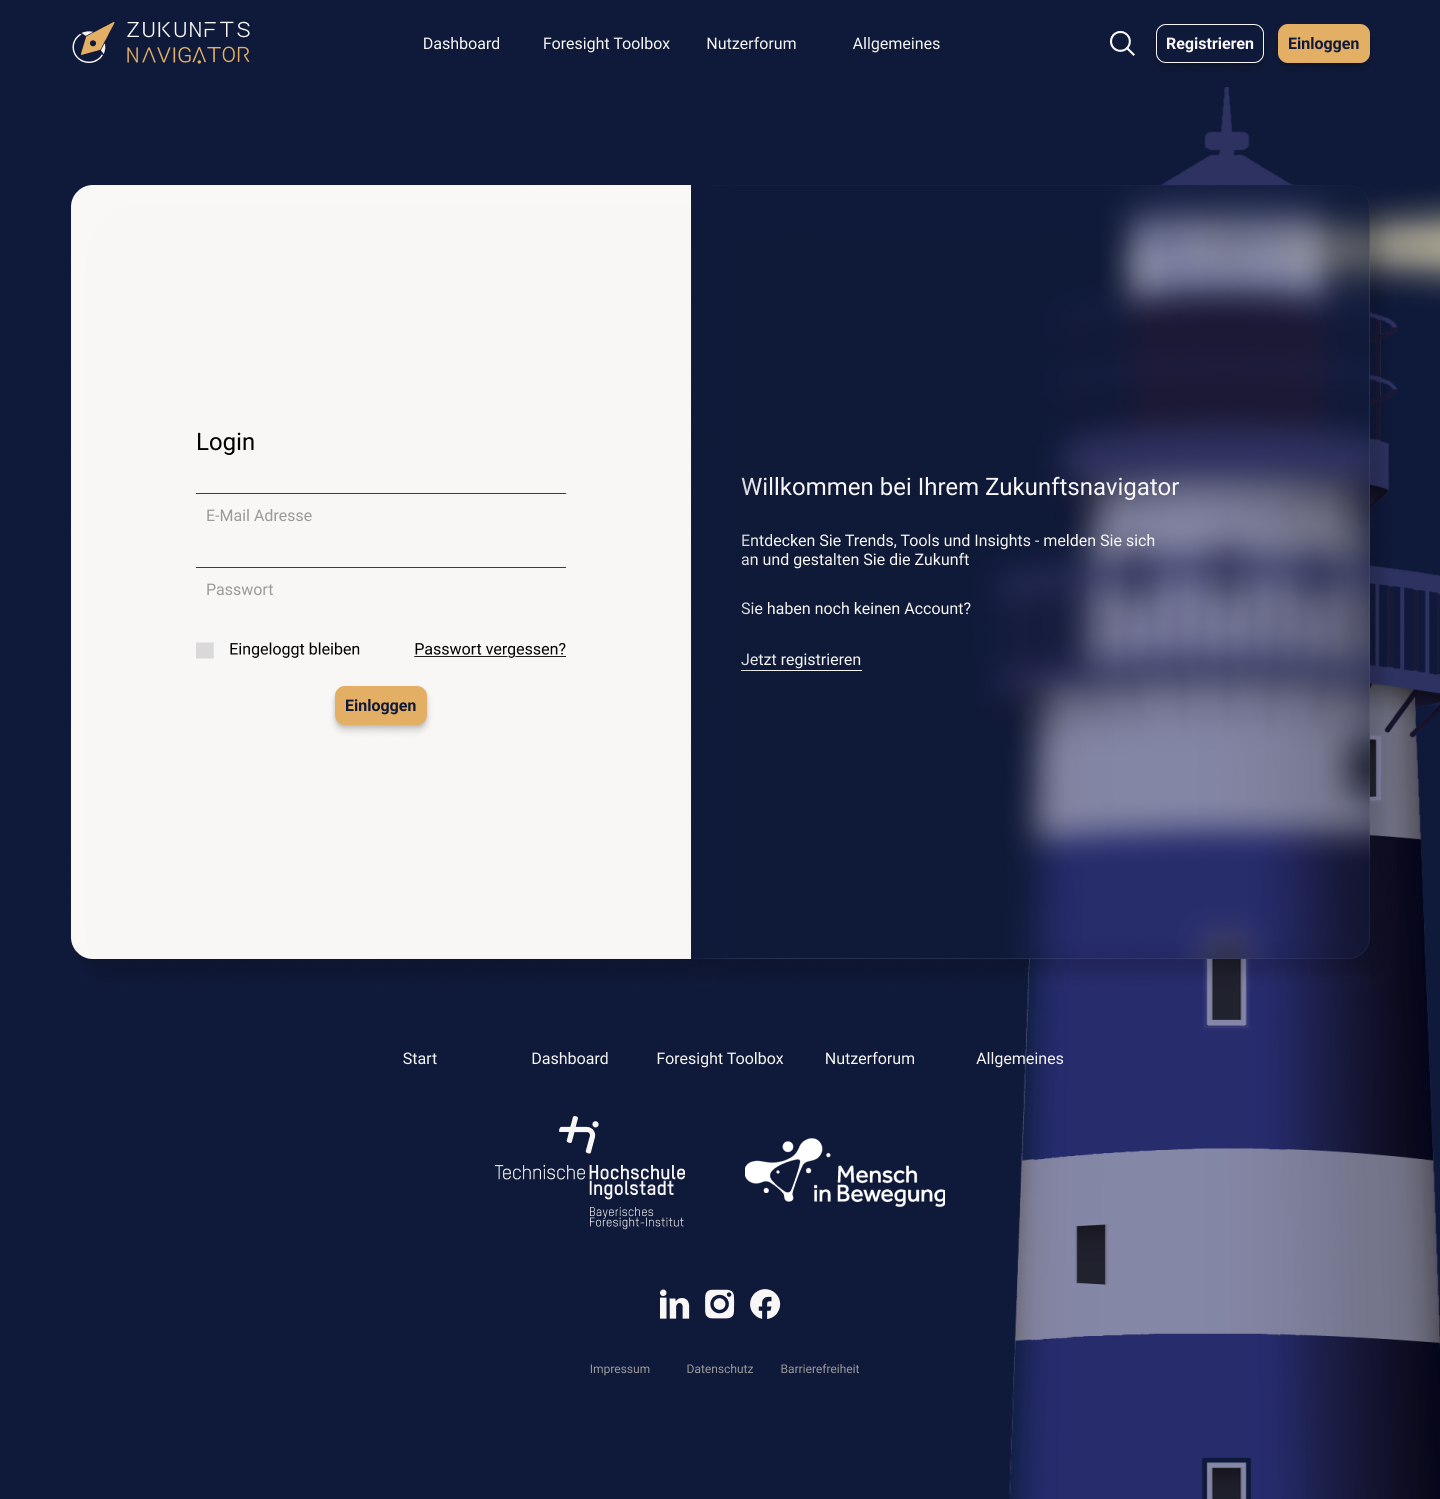 ZUKUNFTS
NAVIGATOR
Dashboard
Foresight Toolbox
Nutzerforum
Allgemeines
Registrieren
Einloggen
Login
E-Mail Adresse
Passwort
Eingeloggt bleiben
Passwort vergessen?
Einloggen
Willkommen bei Ihrem Zukunftsnavigator
Entdecken Sie Trends, Tools und Insights - melden Sie sich
an und gestalten Sie die Zukunft
Sie haben noch keinen Account?
Jetzt registrieren
Start
Dashboard
Foresight Toolbox
Nutzerforum
Allgemeines
Technische Hochschule
Ingolstadt
Bayerisches
Foresight-Institut
Mensch
in Bewegung
in
Impressum
Datenschutz
Barrierefreiheit